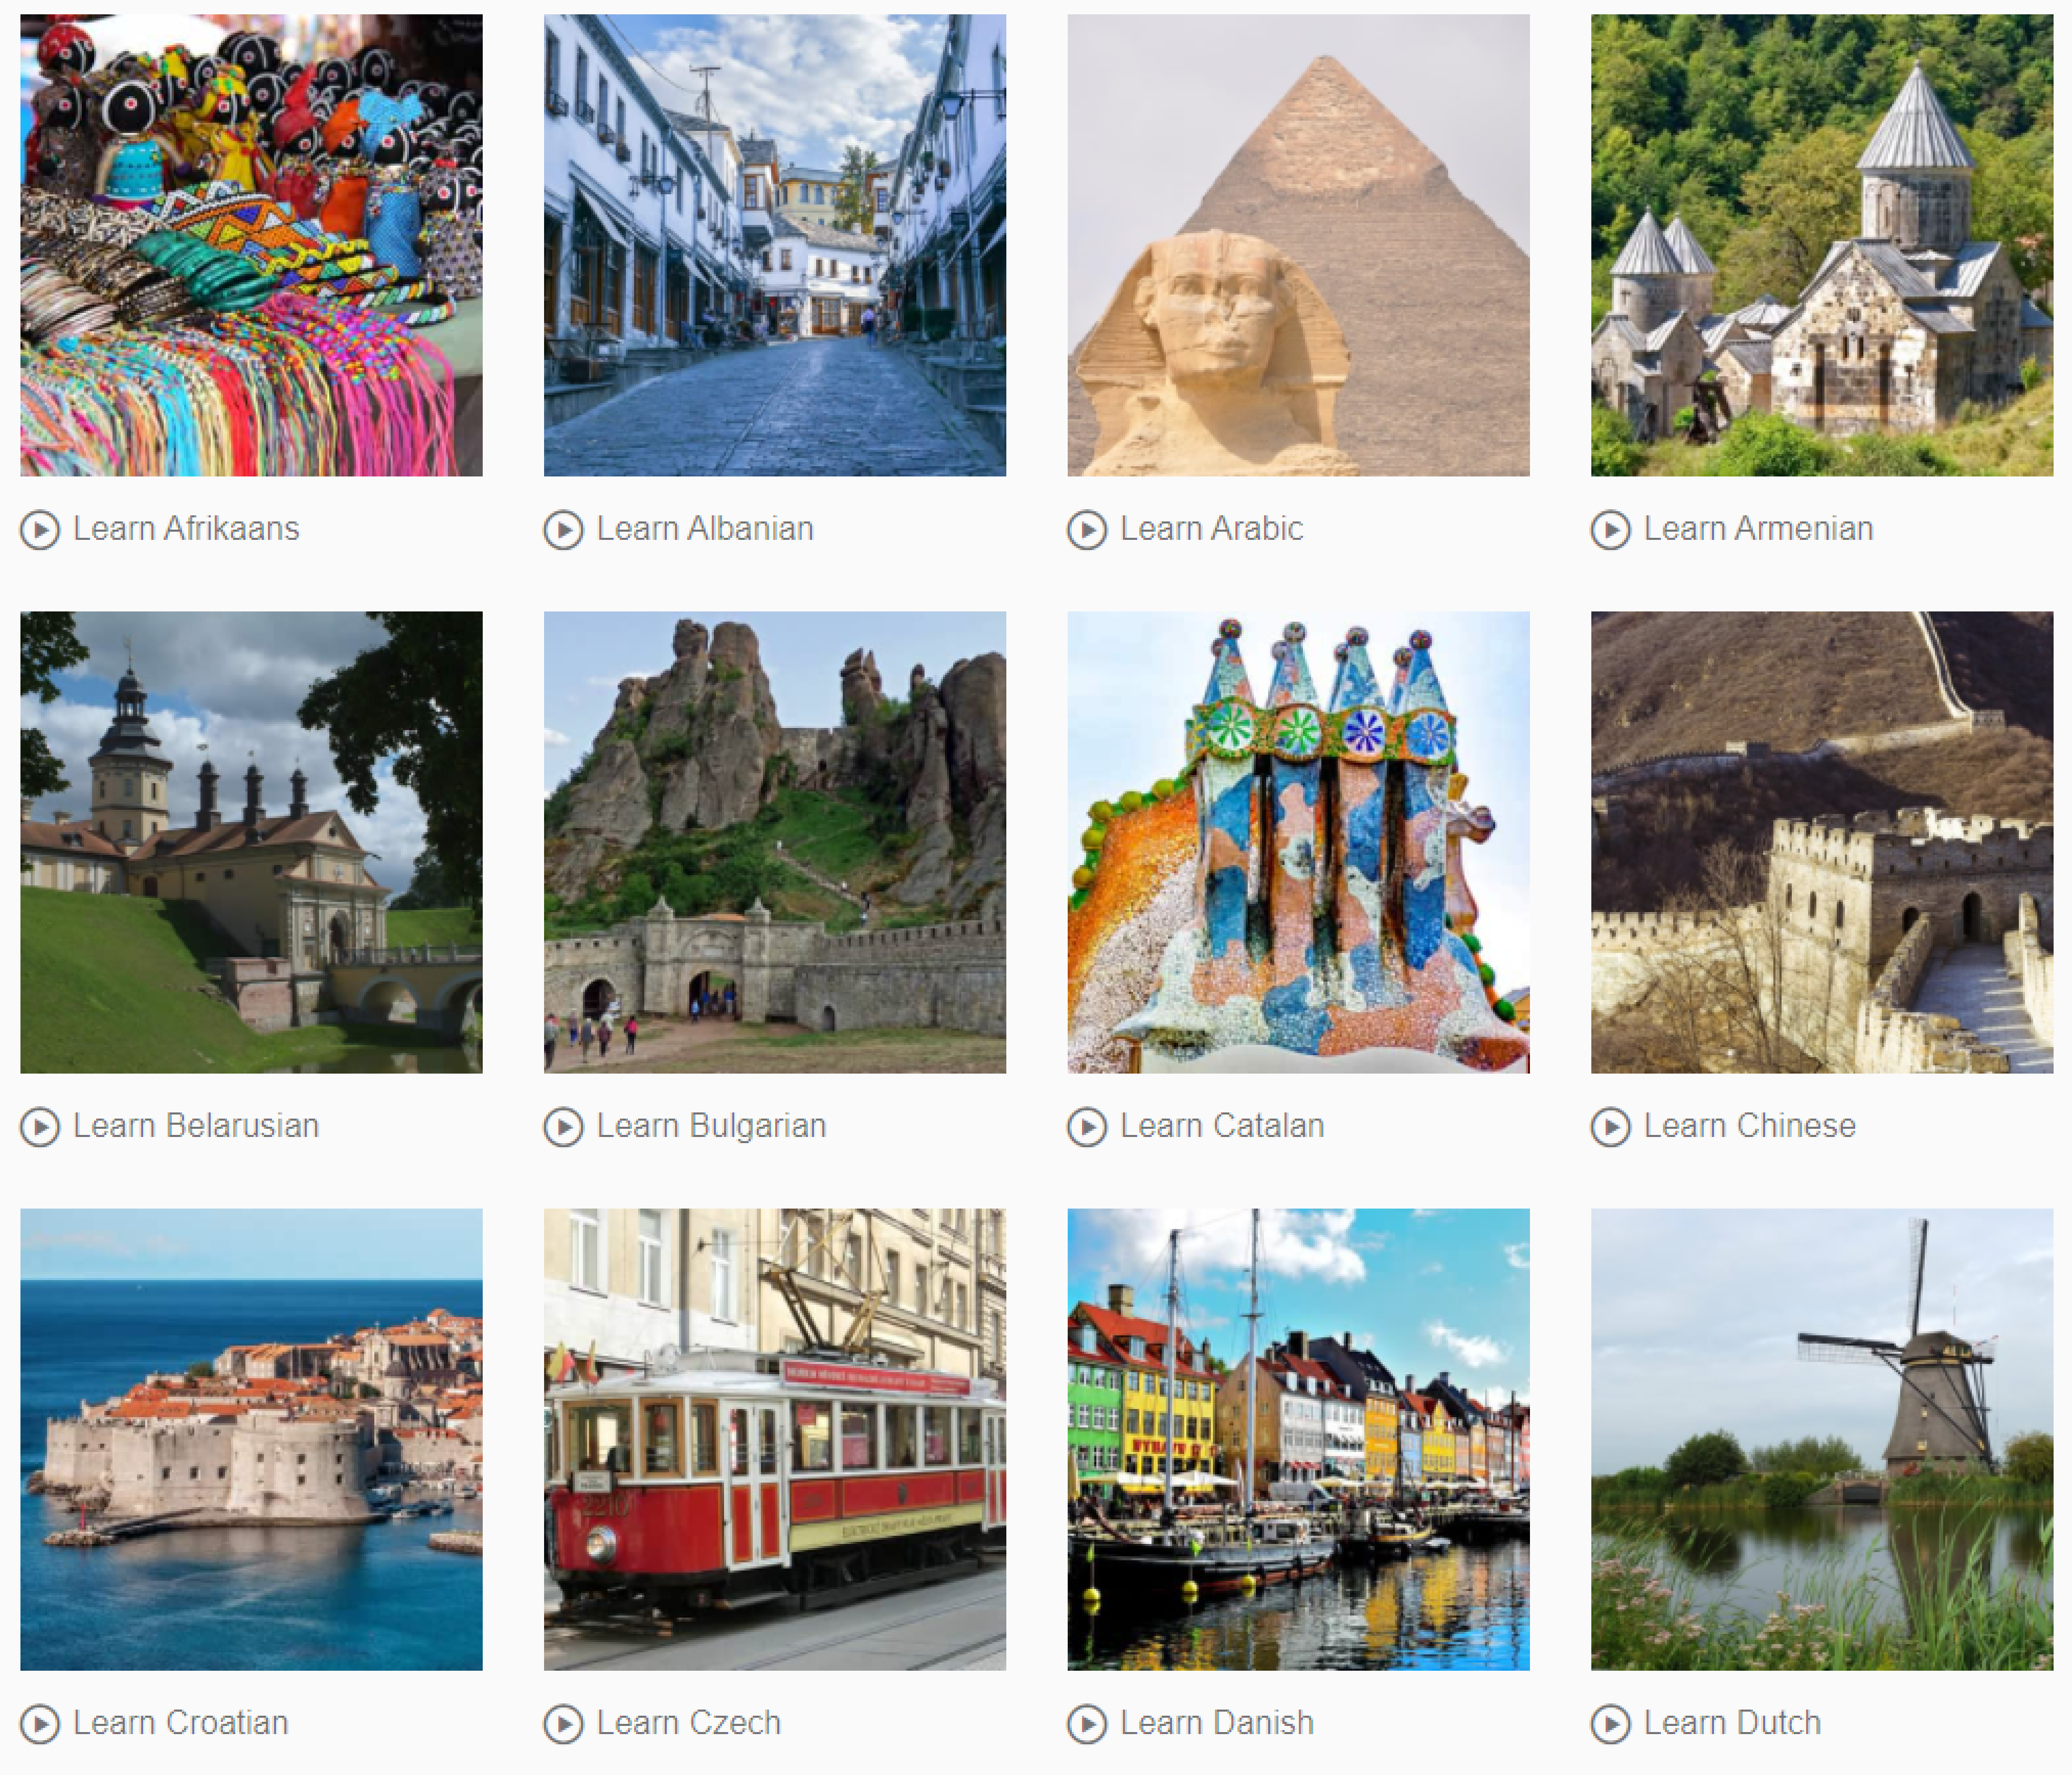 Learn Afrikaans
Learn Albanian
Learn Arabic
Learn Armenian
Learn Belarusian
Learn Bulgarian
Learn Catalan
Learn Chinese
2210
Learn Croatian
Learn Czech
Learn Danish
Learn Dutch